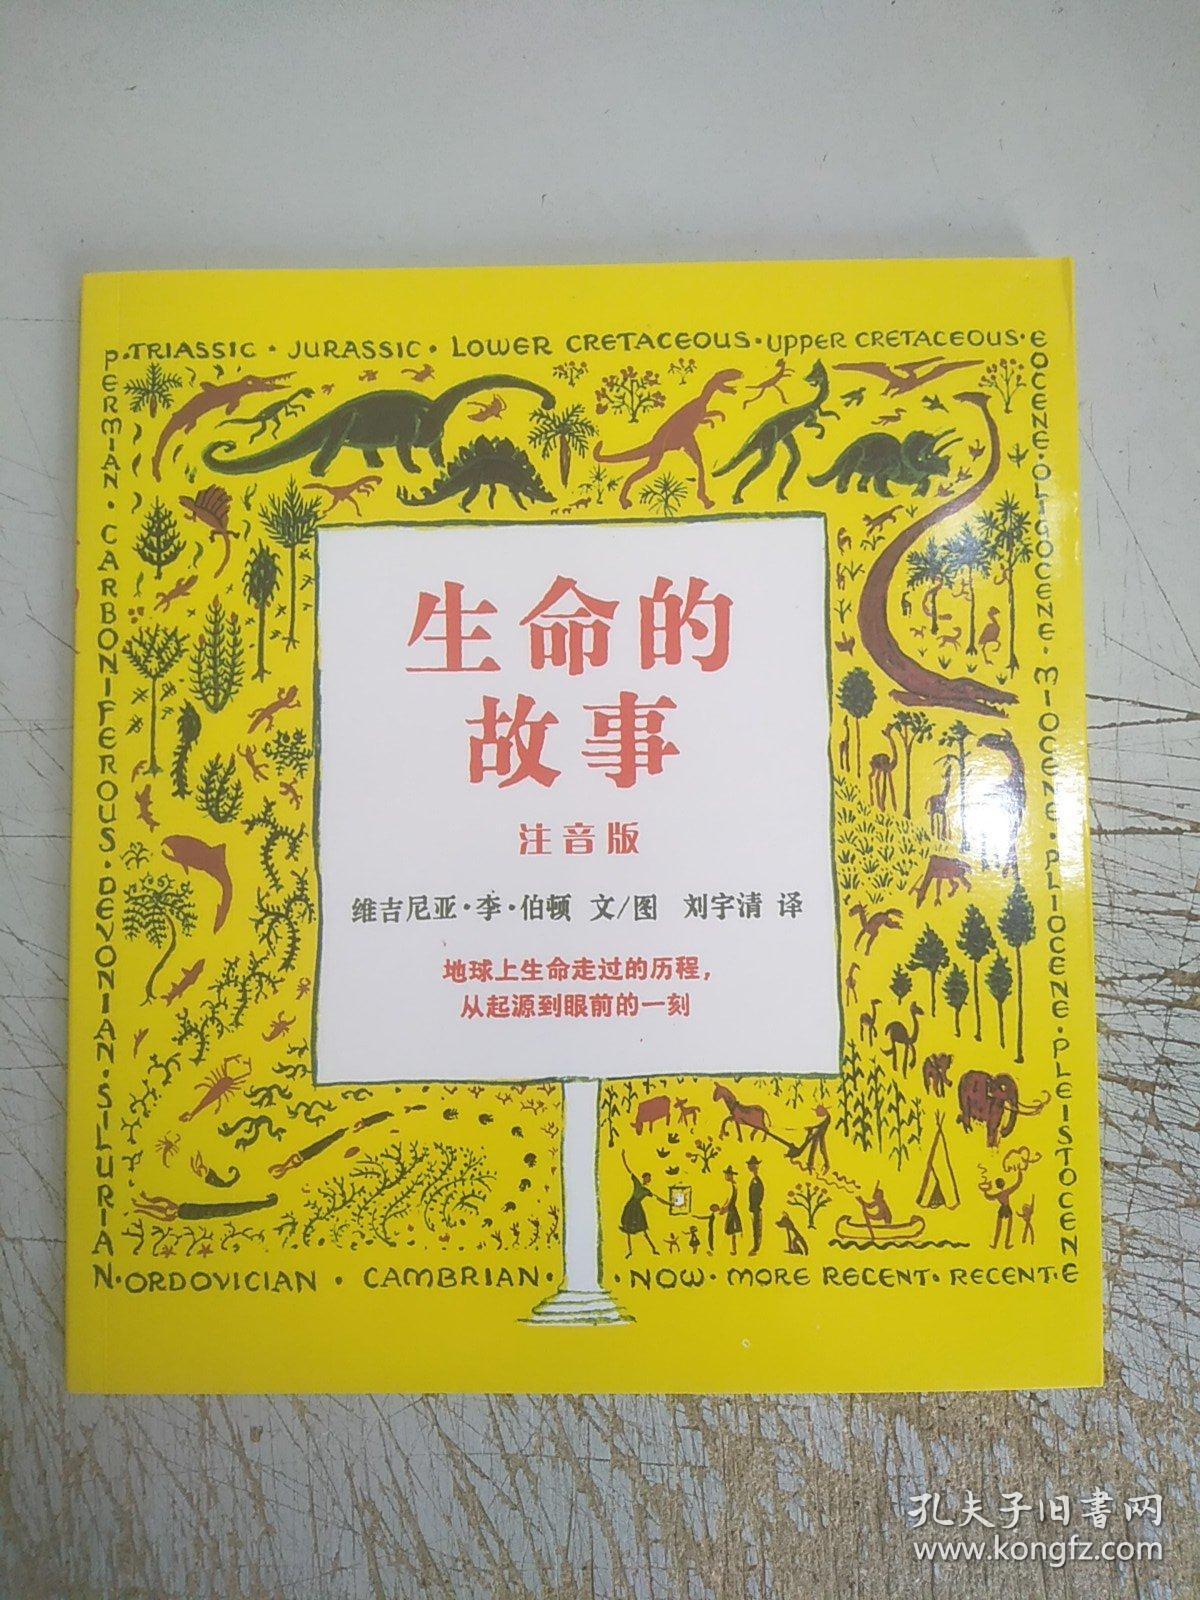 ·TRIASSIC · JURASSIC · LOWER CRETACEOUS · UPPER CRETACEOUS ·
EOCENE · OLIGOCENE · MIOCENE · PLIOCENE · PLEISTOCENE
PERMIAN · CARBONIFEROUS · DEVONIAN · SILURIAN
生命的
故事
注音版
维吉尼亚·李·伯顿 文/图 刘宇清 译
地球上生命走过的历程，
从起源到眼前的一刻
·ORDOVICIAN · CAMBRIAN · · NOW · MORE RECENT · RECENT ·
孔夫子旧書网
www.kongfz.com